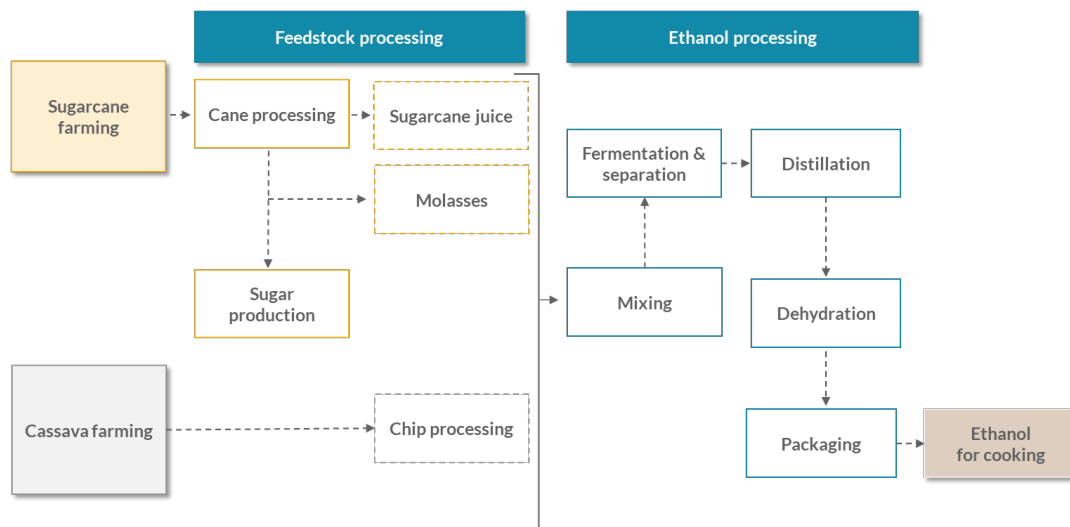 Feedstock processing
Ethanol processing
Sugarcane
farming
Cane processing
Sugarcane juice
Molasses
Sugar
production
Cassava farming
Chip processing
Fermentation &
separation
Distillation
Mixing
Dehydration
Packaging
Ethanol
for cooking